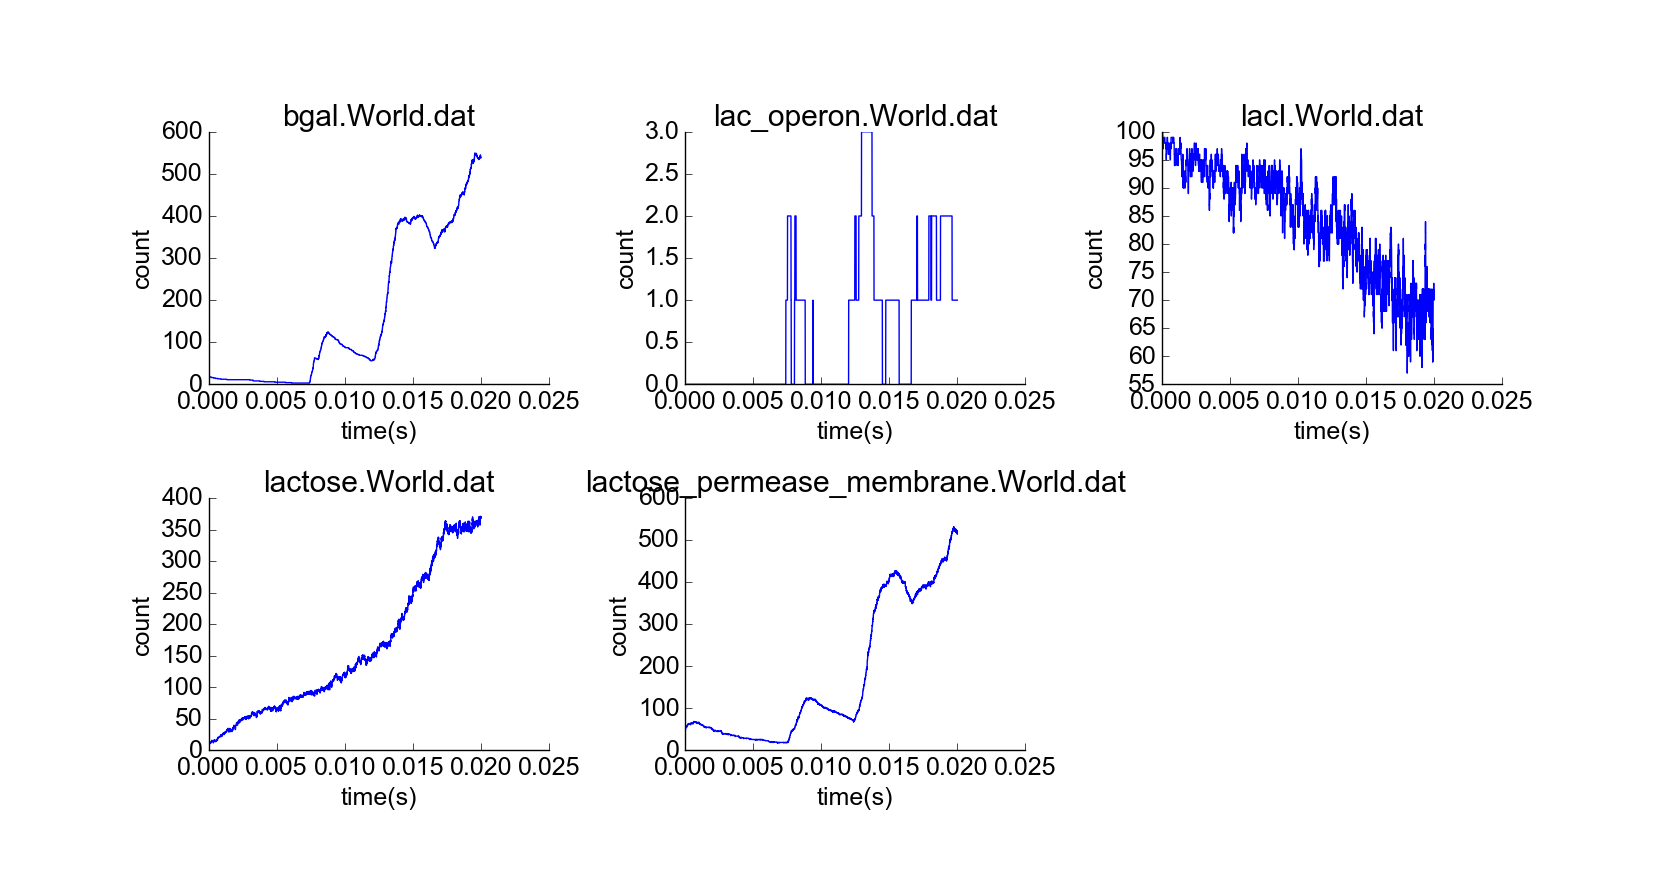 bgal.World.dat
600
500
400
300
200
100
0
count
0.000 0.005 0.010 0.015 0.020 0.025
time(s)
lac_operon.World.dat
3.0
2.5
2.0
1.5
1.0
0.5
0.0
count
0.000 0.005 0.010 0.015 0.020 0.025
time(s)
lacI.World.dat
100
95
90
85
80
75
70
65
60
55
count
0.000 0.005 0.010 0.015 0.020 0.025
time(s)
lactose.World.dat
400
350
300
250
200
150
100
50
0
count
0.000 0.005 0.010 0.015 0.020 0.025
time(s)
lactose_permease_membrane.World.dat
600
500
400
300
200
100
0
count
0.000 0.005 0.010 0.015 0.020 0.025
time(s)